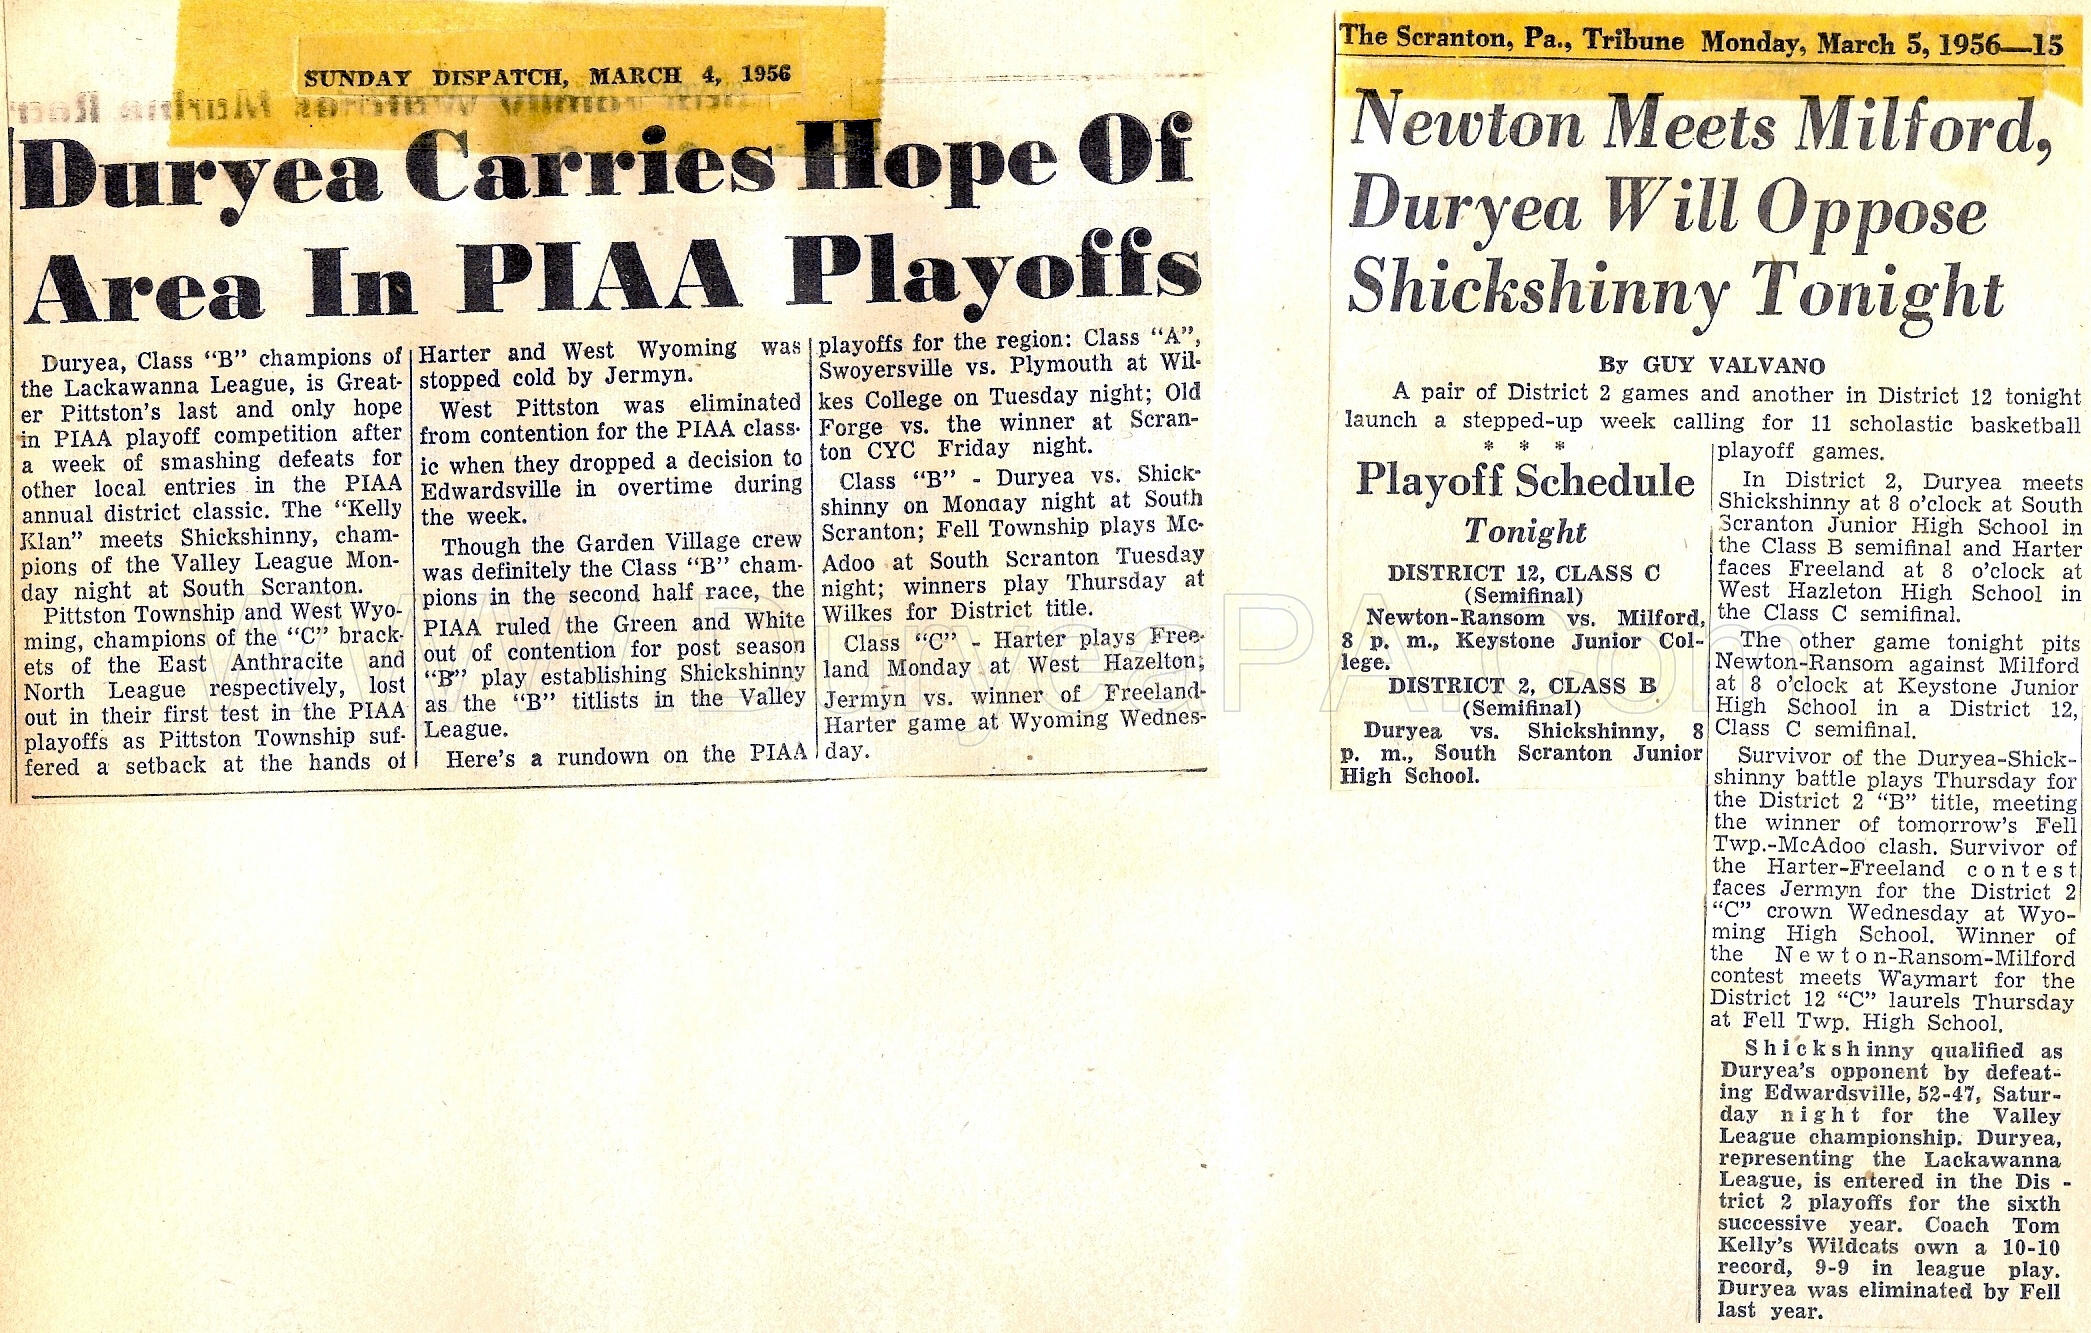 SUNDAY DISPATCH, MARCH 4, 1956
Duryea Carries Hope Of
Area In PIAA Playoffs
Duryea, Class "B" champions of
the Lackawanna League, is Great-
er Pittston's last and only hope
in PIAA playoff competition after
a week of smashing defeats for
other local entries in the PIAA
annual district classic. The "Kelly
Klan" meets Shickshinny, cham-
pions of the Valley League Mon-
day night at South Scranton.
Pittston Township and West Wyo-
ming, champions of the "C" brack-
ets of the East Anthracite and
North League respectively, lost
out in their first test in the PIAA
playoffs as Pittston Township suf-
fered a setback at the hands of
Harter and West Wyoming was
stopped cold by Jermyn.
West Pittston was eliminated
from contention for the PIAA class-
ic when they dropped a decision to
Edwardsville in overtime during
the week.
Though the Garden Village crew
was definitely the Class "B" cham-
pions in the second half race, the
PIAA ruled the Green and White
out of contention for post season
"B" play establishing Shickshinny
as the "B" titlists in the Valley
League.
Here's a rundown on the PIAA
playoffs for the region: Class "A",
Swoyersville vs. Plymouth at Wil-
kes College on Tuesday night; Old
Forge vs. the winner at Scran-
ton CYC Friday night.
Class "B" - Duryea vs. Shick-
shinny on Monday night at South
Scranton; Fell Township plays Mc-
Adoo at South Scranton Tuesday
night; winners play Thursday at
Wilkes for District title.
Class "C" - Harter plays Free-
land Monday at West Hazelton;
Jermyn vs. winner of Freeland-
Harter game at Wyoming Wednes-
day.
The Scranton, Pa., Tribune Monday, March 5, 1956—15
Newton Meets Milford,
Duryea Will Oppose
Shickshinny Tonight
By GUY VALVANO
A pair of District 2 games and another in District 12 tonight
launch a stepped-up week calling for 11 scholastic basketball
* * *
Playoff Schedule
Tonight
DISTRICT 12, CLASS C
(Semifinal)
Newton-Ransom vs. Milford,
8 p. m., Keystone Junior Col-
lege.
DISTRICT 2, CLASS B
(Semifinal)
Duryea vs. Shickshinny, 8
p. m., South Scranton Junior
High School.
playoff games.
In District 2, Duryea meets
Shickshinny at 8 o'clock at South
Scranton Junior High School in
the Class B semifinal and Harter
faces Freeland at 8 o'clock at
West Hazleton High School in
the Class C semifinal.
The other game tonight pits
Newton-Ransom against Milford
at 8 o'clock at Keystone Junior
High School in a District 12,
Class C semifinal.
Survivor of the Duryea-Shick-
shinny battle plays Thursday for
the District 2 "B" title, meeting
the winner of tomorrow's Fell
Twp.-McAdoo clash. Survivor of
the Harter-Freeland contest
faces Jermyn for the District 2
"C" crown Wednesday at Wyo-
ming High School. Winner of
the Newton-Ransom-Milford
contest meets Waymart for the
District 12 "C" laurels Thursday
at Fell Twp. High School.
Shickshinny qualified as
Duryea's opponent by defeat-
ing Edwardsville, 52-47, Satur-
day night for the Valley
League championship. Duryea,
representing the Lackawanna
League, is entered in the Dis -
trict 2 playoffs for the sixth
successive year. Coach Tom
Kelly's Wildcats own a 10-10
record, 9-9 in league play.
Duryea was eliminated by Fell
last year.
www.DuryeaPA.com